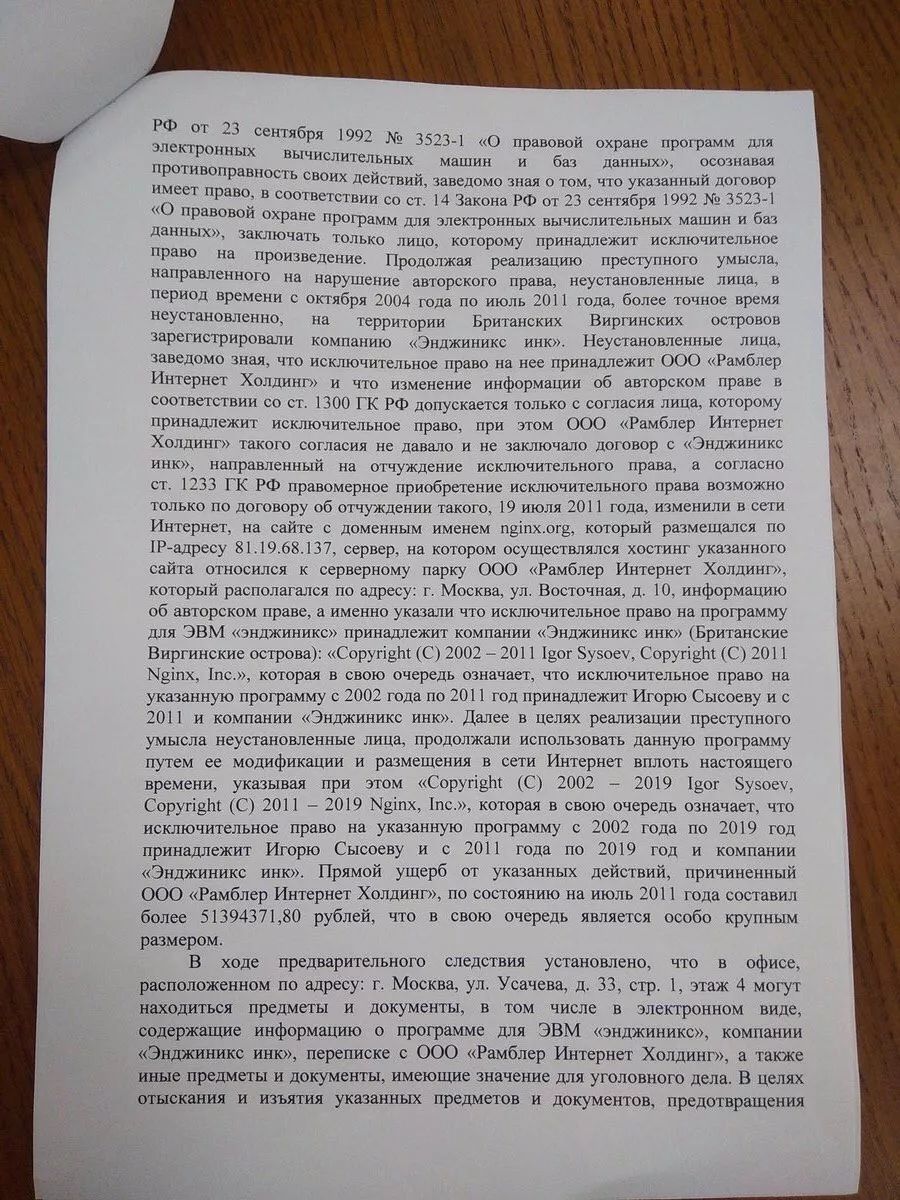 РФ от 23 сентября 1992 № 3523-1 «О правовой охране программ для
электронных вычислительных машин и баз данных», осознавая
противоправность своих действий, заведомо зная о том, что указанный договор
имеет право, в соответствии со ст. 14 Закона РФ от 23 сентября 1992 № 3523-1
«О правовой охране программ для электронных вычислительных машин и баз
данных», заключать только лицо, которому принадлежит исключительное
право на произведение. Продолжая реализацию преступного умысла,
направленного на нарушение авторского права, неустановленные лица, в
период времени с октября 2004 года по июль 2011 года, более точное время
неустановленно, на территории Британских Виргинских островов
зарегистрировали компанию «Энджиникс инк». Неустановленные лица,
заведомо зная, что исключительное право на нее принадлежит ООО «Рамблер
Интернет Холдинг» и что изменение информации об авторском праве в
соответствии со ст. 1300 ГК РФ допускается только с согласия лица, которому
принадлежит исключительное право, при этом ООО «Рамблер Интернет
Холдинг» такого согласия не давало и не заключало договор с «Энджиникс
инк», направленный на отчуждение исключительного права, а согласно
ст. 1233 ГК РФ правомерное приобретение исключительного права возможно
только по договору об отчуждении такого, 19 июля 2011 года, изменили в сети
Интернет, на сайте с доменным именем nginx.org, который размещался по
IP-адресу 81.19.68.137, сервер, на котором осуществлялся хостинг указанного
сайта относился к серверному парку ООО «Рамблер Интернет Холдинг»,
который располагался по адресу: г. Москва, ул. Восточная, д. 10, информацию
об авторском праве, а именно указали что исключительное право на программу
для ЭВМ «энджиникс» принадлежит компании «Энджиникс инк» (Британские
Виргинские острова): «Copyright (C) 2002 – 2011 Igor Sysoev, Copyright (C) 2011
Nginx, Inc.», которая в свою очередь означает, что исключительное право на
указанную программу с 2002 года по 2011 год принадлежит Игорю Сысоеву и с
2011 и компании «Энджиникс инк». Далее в целях реализации преступного
умысла неустановленные лица, продолжали использовать данную программу
путем ее модификации и размещения в сети Интернет вплоть настоящего
времени, указывая при этом «Copyright (C) 2002 – 2019 Igor Sysoev,
Copyright (C) 2011 – 2019 Nginx, Inc.», которая в свою очередь означает, что
исключительное право на указанную программу с 2002 года по 2019 год
принадлежит Игорю Сысоеву и с 2011 года по 2019 год и компании
«Энджиникс инк». Прямой ущерб от указанных действий, причиненный
ООО «Рамблер Интернет Холдинг», по состоянию на июль 2011 года составил
более 51394371,80 рублей, что в свою очередь является особо крупным
размером.
В ходе предварительного следствия установлено, что в офисе,
расположенном по адресу: г. Москва, ул. Усачева, д. 33, стр. 1, этаж 4 могут
находиться предметы и документы, в том числе в электронном виде,
содержащие информацию о программе для ЭВМ «энджиникс», компании
«Энджиникс инк», переписке с ООО «Рамблер Интернет Холдинг», а также
иные предметы и документы, имеющие значение для уголовного дела. В целях
отыскания и изъятия указанных предметов и документов, предотвращения